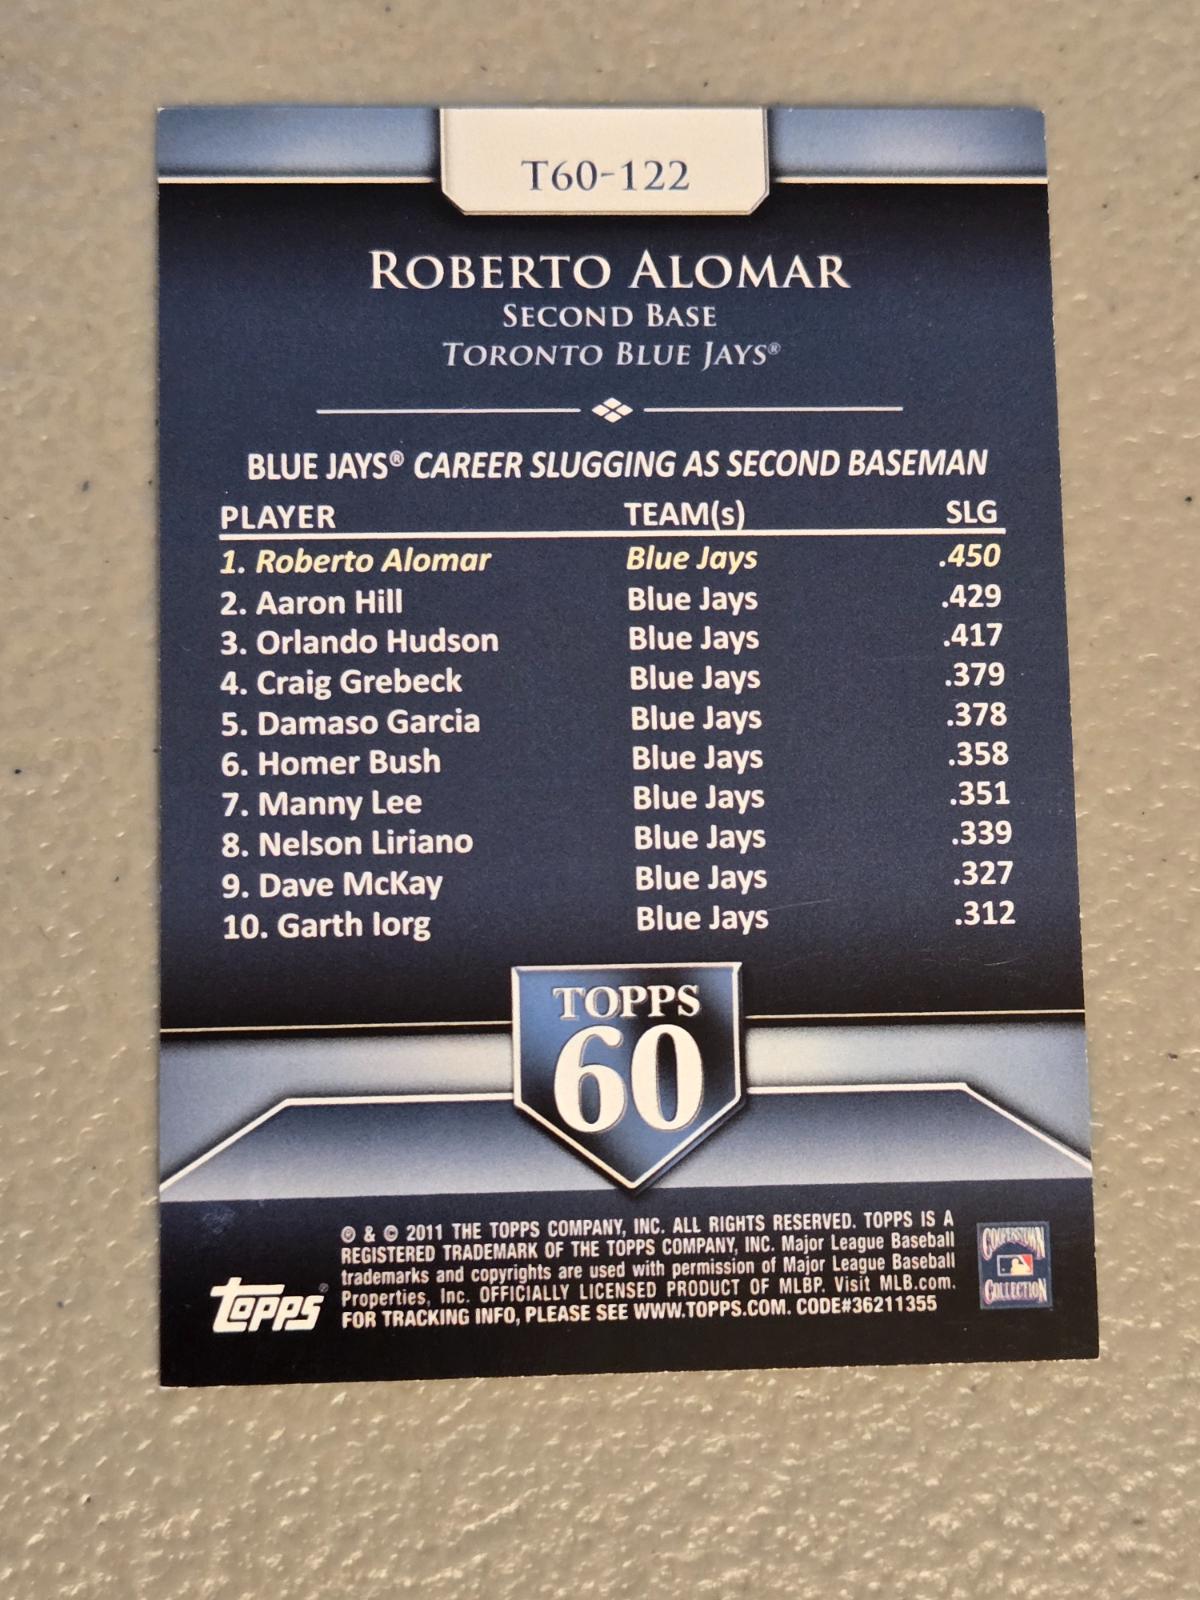 T60-122
ROBERTO ALOMAR
SECOND BASE
TORONTO BLUE JAYS®
BLUE JAYS® CAREER SLUGGING AS SECOND BASEMAN
PLAYER TEAM(s) SLG
1. Roberto Alomar Blue Jays .450
2. Aaron Hill Blue Jays .429
3. Orlando Hudson Blue Jays .417
4. Craig Grebeck Blue Jays .379
5. Damaso Garcia Blue Jays .378
6. Homer Bush Blue Jays .358
7. Manny Lee Blue Jays .351
8. Nelson Liriano Blue Jays .339
9. Dave McKay Blue Jays .327
10. Garth Iorg Blue Jays .312
TOPPS
60
® & © 2011 THE TOPPS COMPANY, INC. ALL RIGHTS RESERVED. TOPPS IS A
REGISTERED TRADEMARK OF THE TOPPS COMPANY, INC. Major League Baseball
trademarks and copyrights are used with permission of Major League Baseball
Properties, Inc. OFFICIALLY LICENSED PRODUCT OF MLBP. Visit MLB.com.
FOR TRACKING INFO, PLEASE SEE WWW.TOPPS.COM. CODE#36211355
Topps®
COOPERSTOWN
COLLECTION